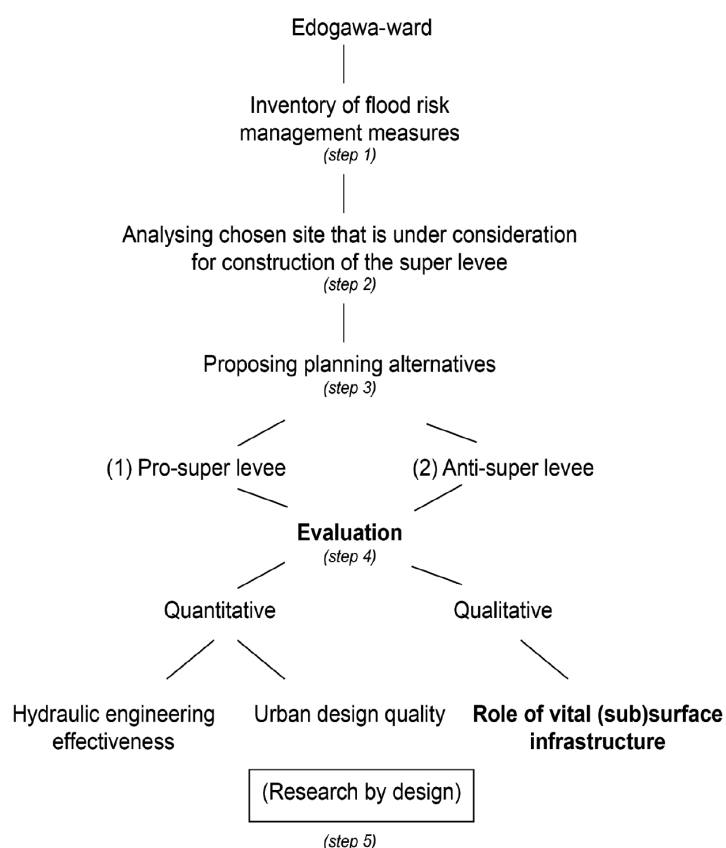 Edogawa-ward
Inventory of flood risk
management measures
(step 1)
Analysing chosen site that is under consideration
for construction of the super levee
(step 2)
Proposing planning alternatives
(step 3)
(1) Pro-super levee
(2) Anti-super levee
Evaluation
(step 4)
Quantitative
Qualitative
Hydraulic engineering
effectiveness
Urban design quality
Role of vital (sub)surface
infrastructure
(Research by design)
(step 5)